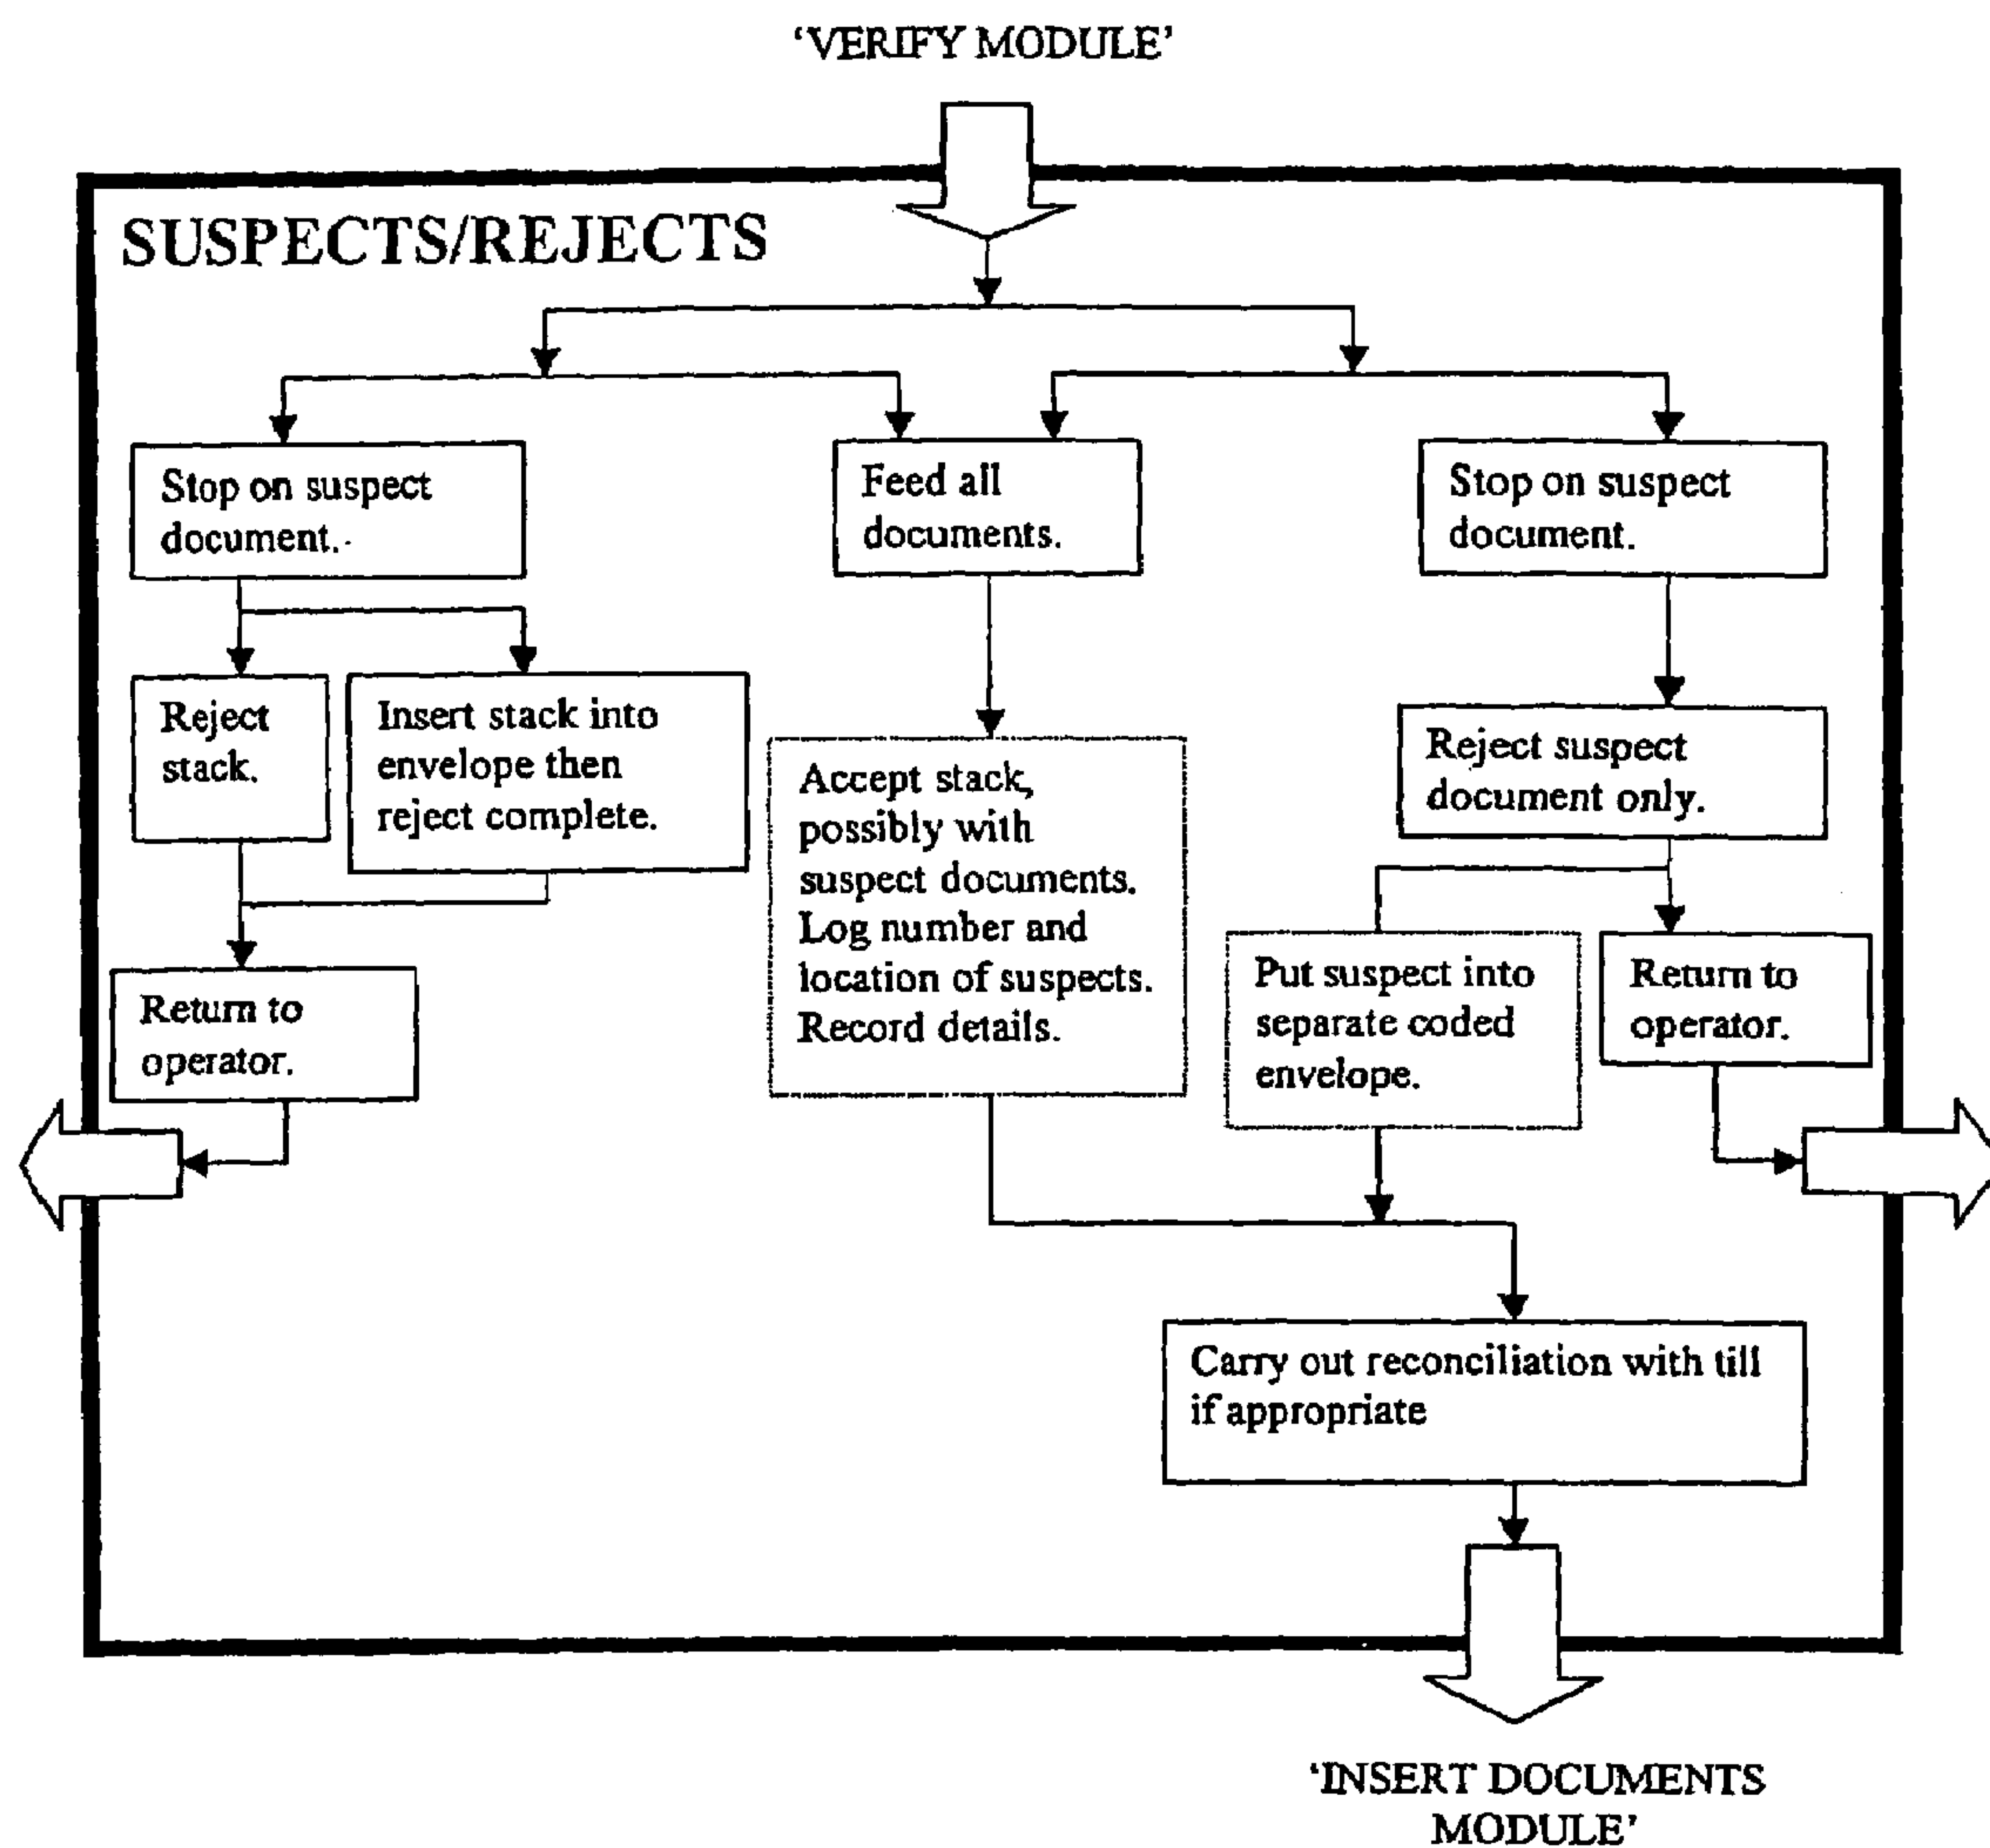 ‘VERIFY MODULE’
SUSPECTS/REJECTS
Stop on suspect
document.
Feed all
documents.
Stop on suspect
document.
Reject
stack.
Insert stack into
envelope then
reject complete.
Accept stack,
possibly with
suspect documents.
Log number and
location of suspects.
Record details.
Reject suspect
document only.
Return to
operator.
Put suspect into
separate coded
envelope.
Return to
operator.
Carry out reconciliation with till
if appropriate
‘INSERT DOCUMENTS
MODULE’